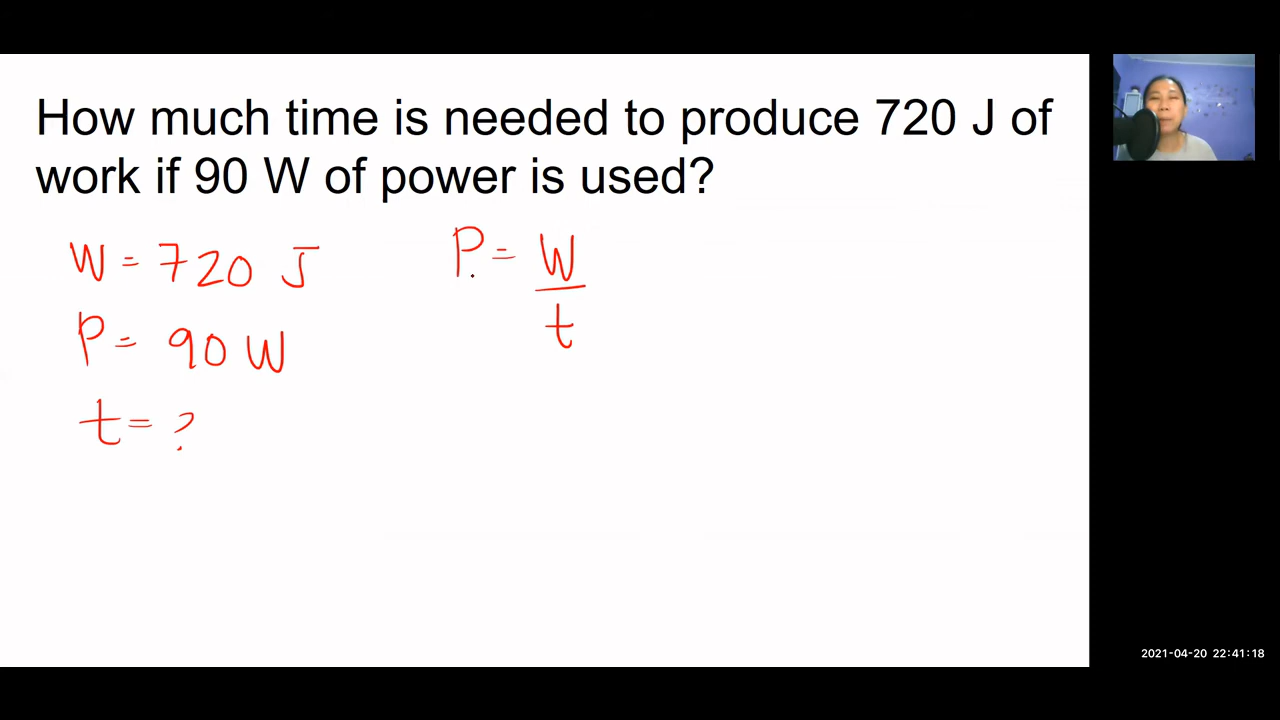 How much time is needed to produce 720 J of
work if 90 W of power is used?
W = 720 J
P = 90 W
t = ?
P = W
t
2021-04-20 22:41:18